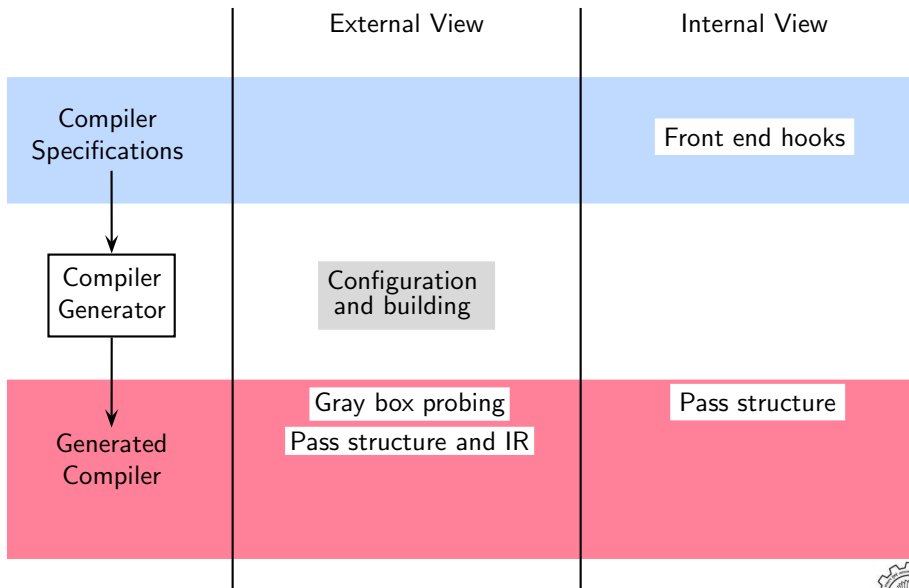 External View
Internal View
Compiler
Specifications
Front end hooks
Compiler
Generator
Configuration
and building
Gray box probing
Pass structure and IR
Pass structure
Generated
Compiler